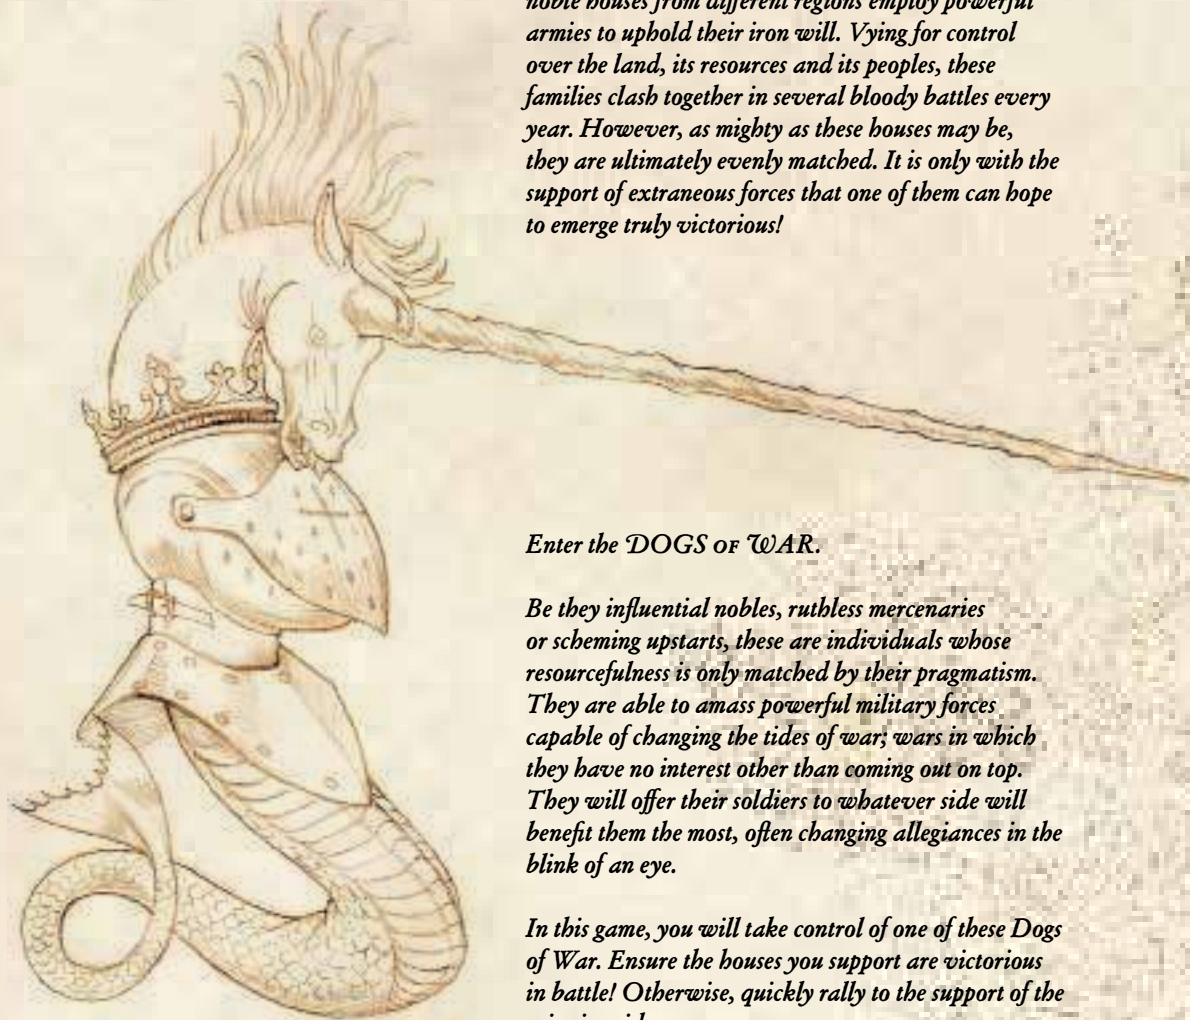 noble houses from different regions employ powerful
armies to uphold their iron will. Vying for control
over the land, its resources and its peoples, these
families clash together in several bloody battles every
year. However, as mighty as these houses may be,
they are ultimately evenly matched. It is only with the
support of extraneous forces that one of them can hope
to emerge truly victorious!
Enter the DOGS OF WAR.
Be they influential nobles, ruthless mercenaries
or scheming upstarts, these are individuals whose
resourcefulness is only matched by their pragmatism.
They are able to amass powerful military forces
capable of changing the tides of war; wars in which
they have no interest other than coming out on top.
They will offer their soldiers to whatever side will
benefit them the most, often changing allegiances in the
blink of an eye.
In this game, you will take control of one of these Dogs
of War. Ensure the houses you support are victorious
in battle! Otherwise, quickly rally to the support of the